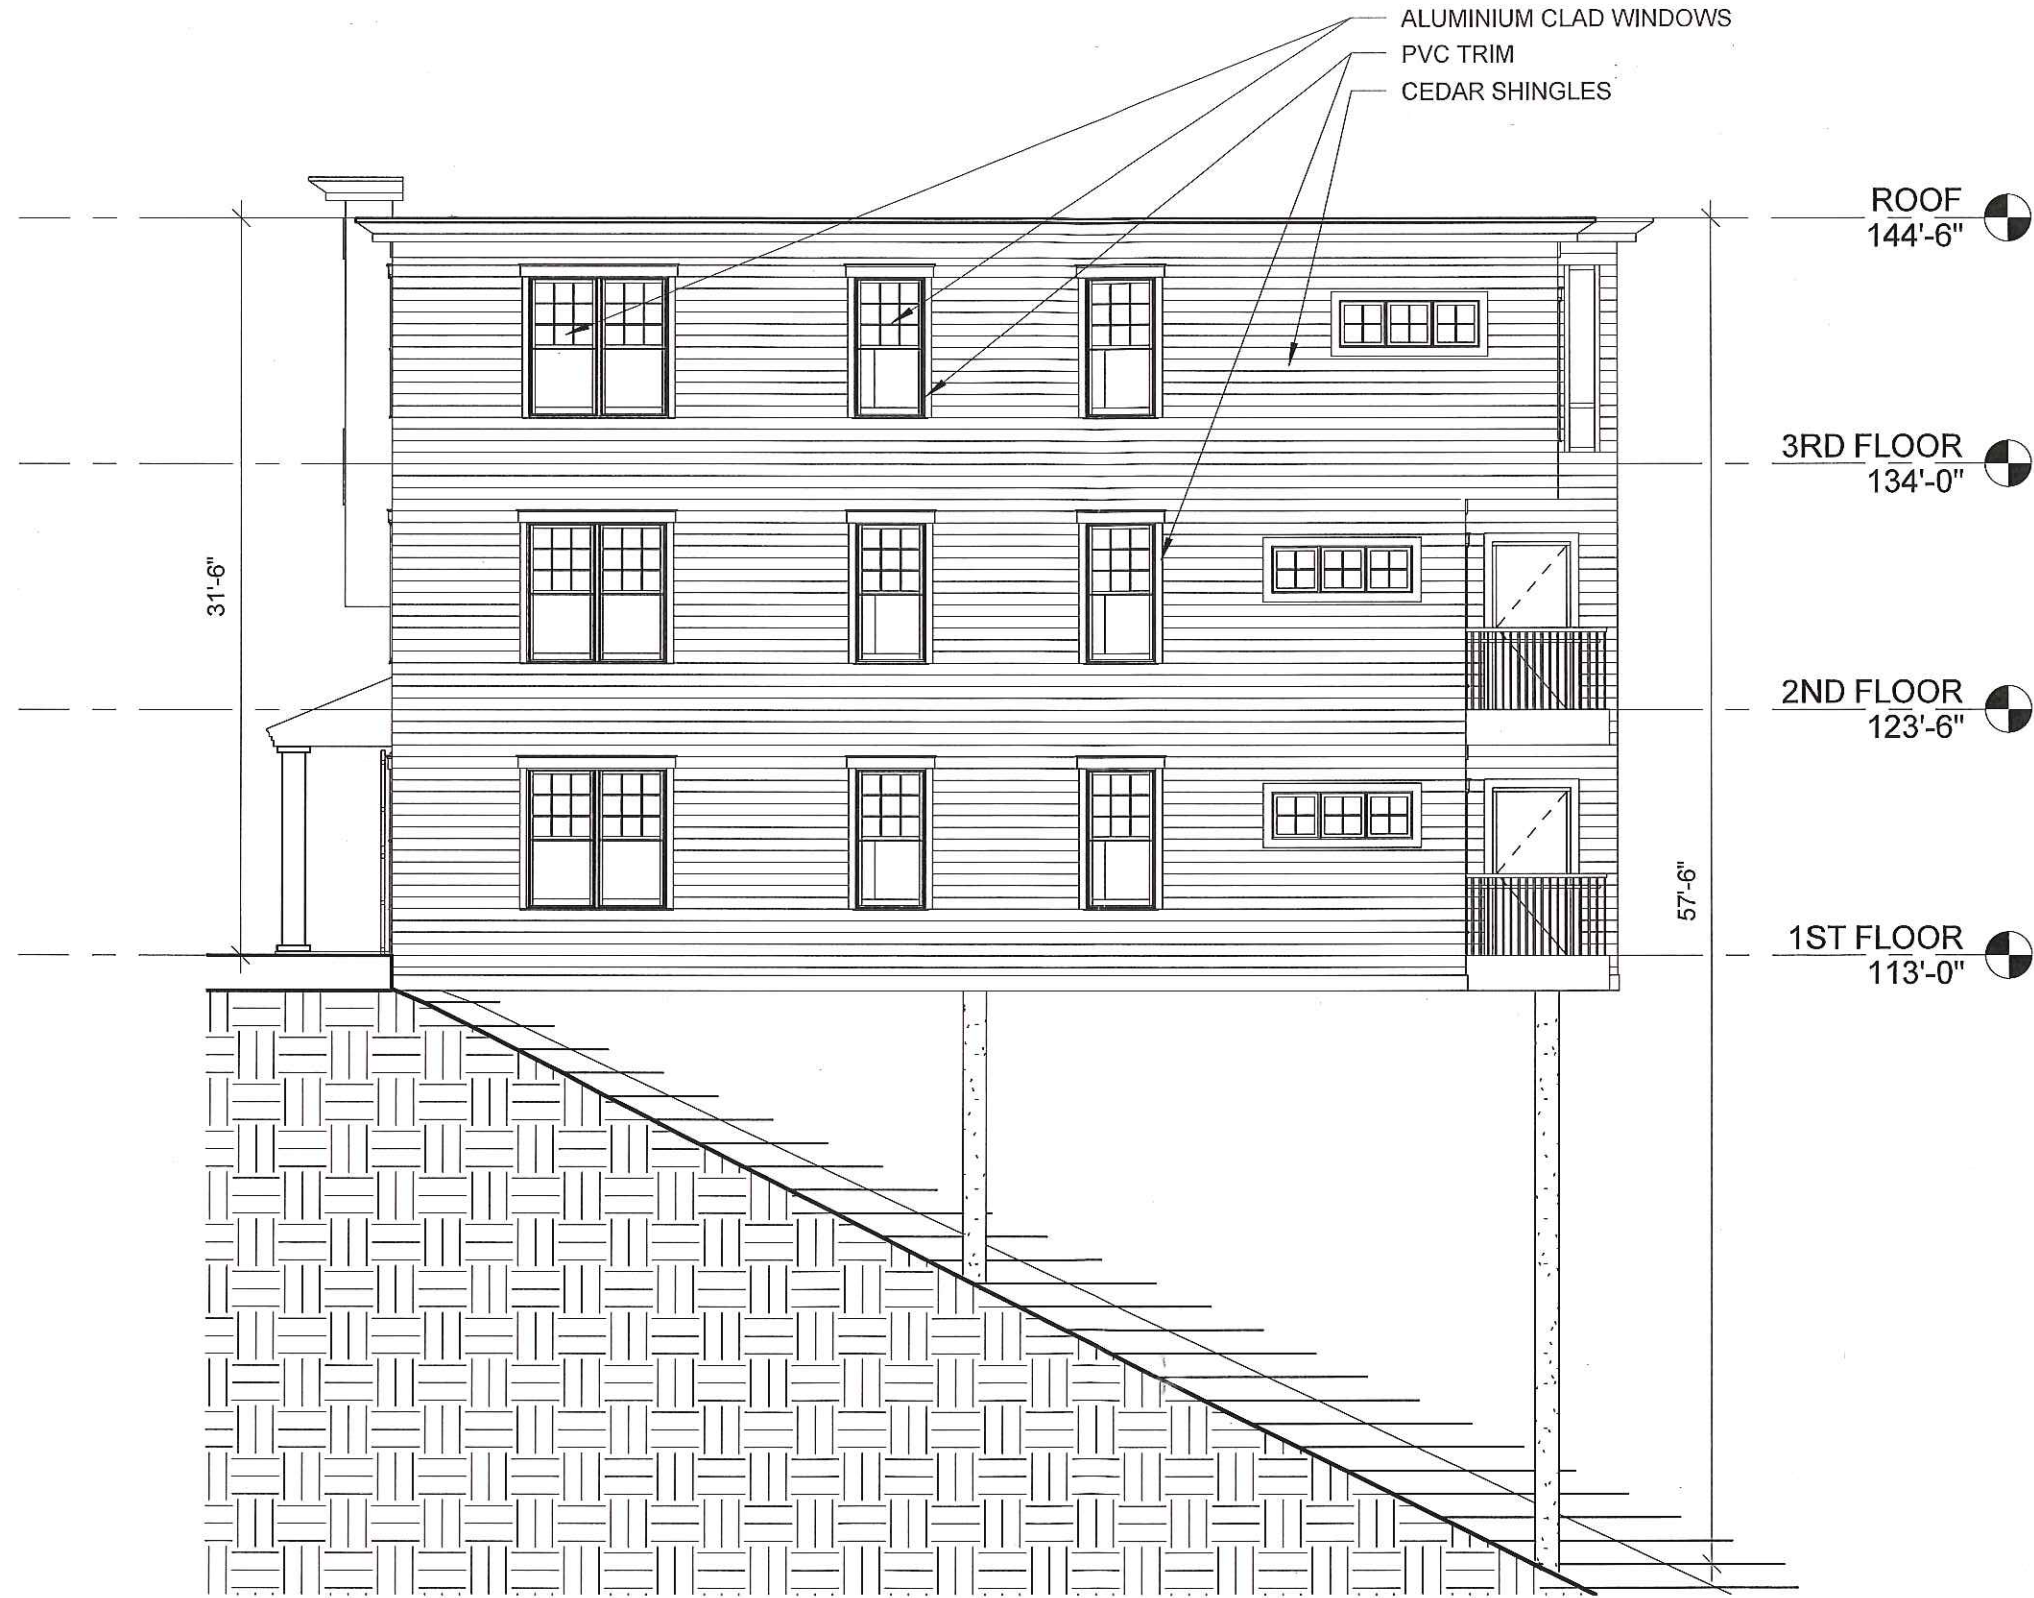 ALUMINIUM CLAD WINDOWS
PVC TRIM
CEDAR SHINGLES
ROOF
144'-6"
3RD FLOOR
134'-0"
31'-6"
2ND FLOOR
123'-6"
57'-6"
1ST FLOOR
113'-0"